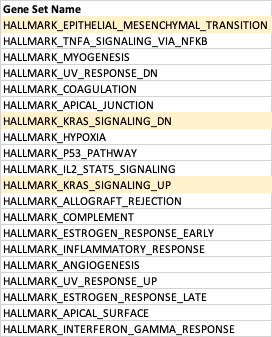 Gene Set Name
HALLMARK_EPITHELIAL_MESENCHYMAL_TRANSITION
HALLMARK_TNFA_SIGNALING_VIA_NFKB
HALLMARK_MYOGENESIS
HALLMARK_UV_RESPONSE_DN
HALLMARK_COAGULATION
HALLMARK_APICAL_JUNCTION
HALLMARK_KRAS_SIGNALING_DN
HALLMARK_HYPOXIA
HALLMARK_P53_PATHWAY
HALLMARK_IL2_STAT5_SIGNALING
HALLMARK_KRAS_SIGNALING_UP
HALLMARK_ALLOGRAFT_REJECTION
HALLMARK_COMPLEMENT
HALLMARK_ESTROGEN_RESPONSE_EARLY
HALLMARK_INFLAMMATORY_RESPONSE
HALLMARK_ANGIOGENESIS
HALLMARK_UV_RESPONSE_UP
HALLMARK_ESTROGEN_RESPONSE_LATE
HALLMARK_APICAL_SURFACE
HALLMARK_INTERFERON_GAMMA_RESPONSE